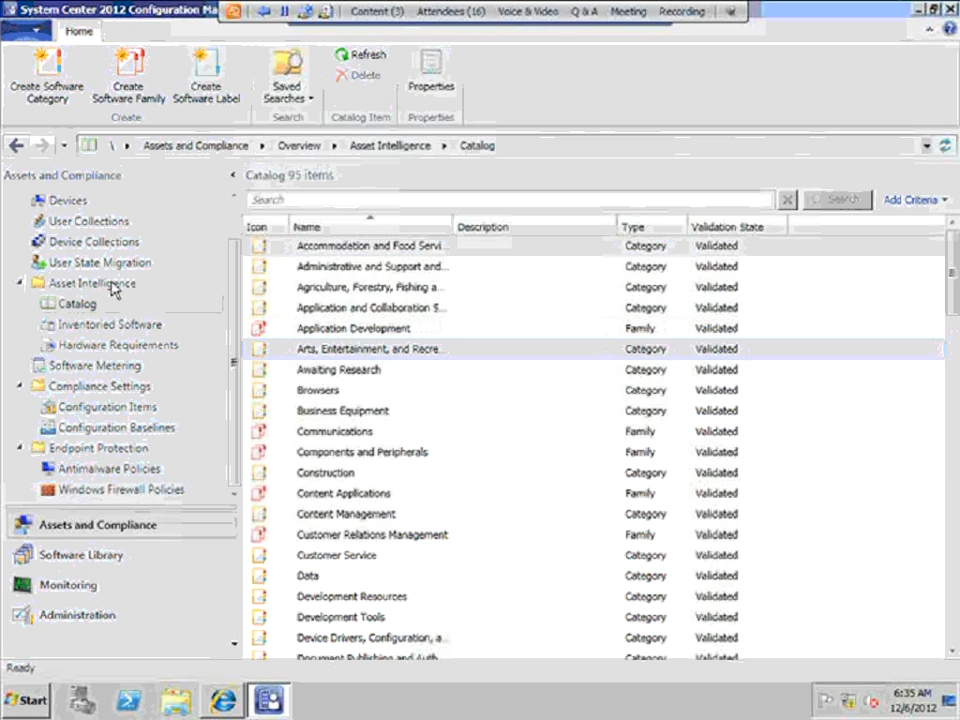 System Center 2012 Configuration Ma
Content (3) Attendees (16) Voice & Video Q & A Meeting Recording
Home
Create Software Category
Create Software Family
Create Software Label
Saved Searches
Refresh
Delete
Properties
Create Search Catalog Item Properties
\ Assets and Compliance Overview Asset Intelligence Catalog
Assets and Compliance
Devices
User Collections
Device Collections
User State Migration
Asset Intelligence
Catalog
Inventoried Software
Hardware Requirements
Software Metering
Compliance Settings
Configuration Items
Configuration Baselines
Endpoint Protection
Antimalware Policies
Windows Firewall Policies
Assets and Compliance
Software Library
Monitoring
Administration
Catalog 95 items
Search Search Add Criteria
Icon Name Description Type Validation State
Accommodation and Food Servi... Category Validated
Administrative and Support and... Category Validated
Agriculture, Forestry, Fishing a... Category Validated
Application and Collaboration S... Category Validated
Application Development Family Validated
Arts, Entertainment, and Recre... Category Validated
Awaiting Research Category Validated
Browsers Category Validated
Business Equipment Category Validated
Communications Family Validated
Components and Peripherals Family Validated
Construction Category Validated
Content Applications Family Validated
Content Management Category Validated
Customer Relations Management Family Validated
Customer Service Category Validated
Data Category Validated
Development Resources Category Validated
Development Tools Category Validated
Device Drivers, Configuration, a... Category Validated
Document Publishing and Auth... Category Validated
Ready
Start
6:35 AM
12/6/2012